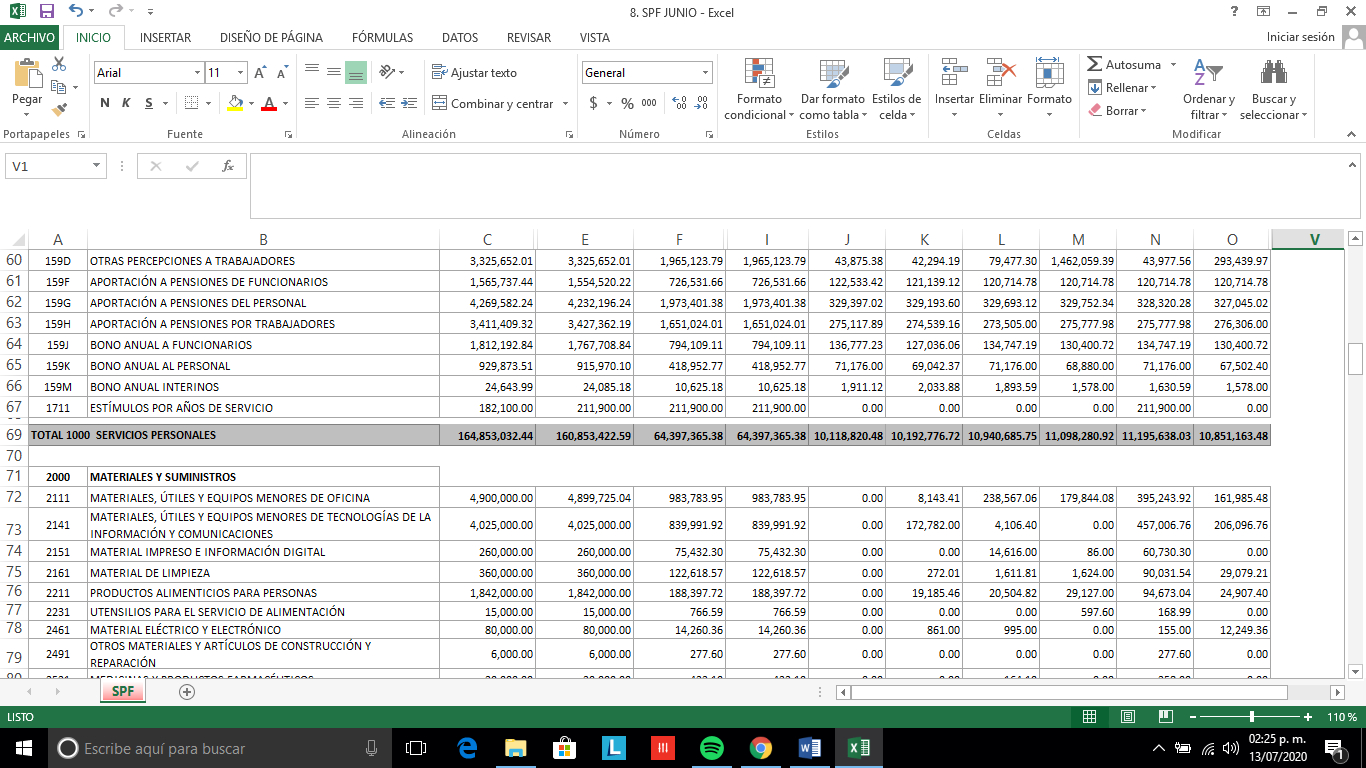 8. SPF JUNIO - Excel
ARCHIVO INICIO INSERTAR DISEÑO DE PÁGINA FÓRMULAS DATOS REVISAR VISTA Iniciar sesión
Arial 11 Ajustar texto General Autosuma
Pegar Formato condicional Dar formato como tabla Estilos de celda Insertar Eliminar Formato Rellenar Ordenar y filtrar Buscar y seleccionar
N K S Combinar y centrar $ % 000 Borrar
Portapapeles Fuente Alineación Número Estilos Celdas Modificar
V1 fx
A B C E F I J K L M N O V
60 159D OTRAS PERCEPCIONES A TRABAJADORES 3,325,652.01 3,325,652.01 1,965,123.79 1,965,123.79 43,875.38 42,294.19 79,477.30 1,462,059.39 43,977.56 293,439.97
61 159F APORTACIÓN A PENSIONES DE FUNCIONARIOS 1,565,737.44 1,554,520.22 726,531.66 726,531.66 122,533.42 121,139.12 120,714.78 120,714.78 120,714.78 120,714.78
62 159G APORTACIÓN A PENSIONES DEL PERSONAL 4,269,582.24 4,232,196.24 1,973,401.38 1,973,401.38 329,397.02 329,193.60 329,693.12 329,752.34 328,320.28 327,045.02
63 159H APORTACIÓN A PENSIONES POR TRABAJADORES 3,411,409.32 3,427,362.19 1,651,024.01 1,651,024.01 275,117.89 274,539.16 273,505.00 275,777.98 275,777.98 276,306.00
64 159J BONO ANUAL A FUNCIONARIOS 1,812,192.84 1,767,708.84 794,109.11 794,109.11 136,777.23 127,036.06 134,747.19 130,400.72 134,747.19 130,400.72
65 159K BONO ANUAL AL PERSONAL 929,873.51 915,970.10 418,952.77 418,952.77 71,176.00 69,042.37 71,176.00 68,880.00 71,176.00 67,502.40
66 159M BONO ANUAL INTERINOS 24,643.99 24,085.18 10,625.18 10,625.18 1,911.12 2,033.88 1,893.59 1,578.00 1,630.59 1,578.00
67 1711 ESTÍMULOS POR AÑOS DE SERVICIO 182,100.00 211,900.00 211,900.00 211,900.00 0.00 0.00 0.00 0.00 211,900.00 0.00
69 TOTAL 1000 SERVICIOS PERSONALES 164,853,032.44 160,853,422.59 64,397,365.38 64,397,365.38 10,118,820.48 10,192,776.72 10,940,685.75 11,098,280.92 11,195,638.03 10,851,163.48
70
71 2000 MATERIALES Y SUMINISTROS
72 2111 MATERIALES, ÚTILES Y EQUIPOS MENORES DE OFICINA 4,900,000.00 4,899,725.04 983,783.95 983,783.95 0.00 8,143.41 238,567.06 179,844.08 395,243.92 161,985.48
73 2141 MATERIALES, ÚTILES Y EQUIPOS MENORES DE TECNOLOGÍAS DE LA
INFORMACIÓN Y COMUNICACIONES 4,025,000.00 4,025,000.00 839,991.92 839,991.92 0.00 172,782.00 4,106.40 0.00 457,006.76 206,096.76
74 2151 MATERIAL IMPRESO E INFORMACIÓN DIGITAL 260,000.00 260,000.00 75,432.30 75,432.30 0.00 0.00 14,616.00 86.00 60,730.30 0.00
75 2161 MATERIAL DE LIMPIEZA 360,000.00 360,000.00 122,618.57 122,618.57 0.00 272.01 1,611.81 1,624.00 90,031.54 29,079.21
76 2211 PRODUCTOS ALIMENTICIOS PARA PERSONAS 1,842,000.00 1,842,000.00 188,397.72 188,397.72 0.00 19,185.46 20,504.82 29,127.00 94,673.04 24,907.40
77 2231 UTENSILIOS PARA EL SERVICIO DE ALIMENTACIÓN 15,000.00 15,000.00 766.59 766.59 0.00 0.00 0.00 597.60 168.99 0.00
78 2461 MATERIAL ELÉCTRICO Y ELECTRÓNICO 80,000.00 80,000.00 14,260.36 14,260.36 0.00 861.00 995.00 0.00 155.00 12,249.36
79 2491 OTROS MATERIALES Y ARTÍCULOS DE CONSTRUCCIÓN Y
REPARACIÓN 6,000.00 6,000.00 277.60 277.60 0.00 0.00 0.00 0.00 277.60 0.00
SPF
LISTO 110 %
Escribe aquí para buscar 02:25 p. m.
13/07/2020 1